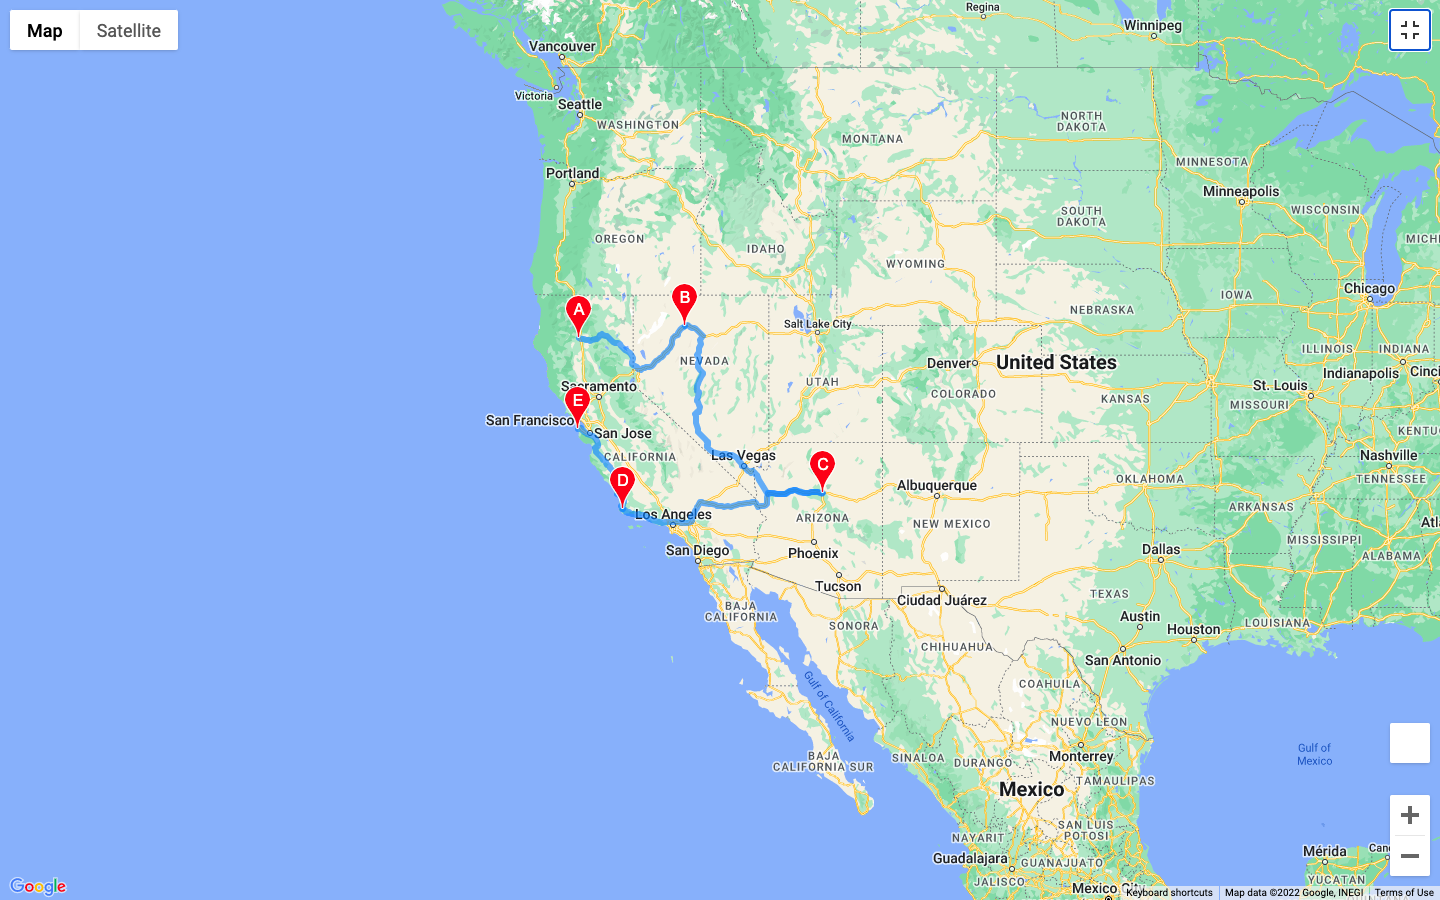 Map
Satellite
Regina
Winnipeg
Vancouver
Victoria
Seattle
WASHINGTON
NORTH
DAKOTA
MONTANA
MINNESOTA
Portland
Minneapolis
WISCONSIN
SOUTH
DAKOTA
OREGON
IDAHO
MICH
WYOMING
Chicago
IOWA
NEBRASKA
A
B
Salt Lake City
NEVADA
United States
Denver
ILLINOIS
INDIANA
Indianapolis
Cinci
UTAH
COLORADO
KANSAS
St. Louis
MISSOURI
Sacramento
E
San Francisco
San Jose
CALIFORNIA
KENTU
Las Vegas
Nashville
C
D
Albuquerque
OKLAHOMA
TENNESSEE
ARKANSAS
Los Angeles
ARIZONA
NEW MEXICO
Atl
MISSISSIPPI
ALABAMA
San Diego
Phoenix
Dallas
Tucson
Ciudad Juárez
TEXAS
BAJA
CALIFORNIA
SONORA
Austin
Houston
LOUISIANA
CHIHUAHUA
San Antonio
Gulf of California
COAHUILA
NUEVO LEON
BAJA
CALIFORNIA SUR
SINALOA
DURANGO
Monterrey
Gulf of
Mexico
TAMAULIPAS
Mexico
SAN LUIS
POTOSI
NAYARIT
Guadalajara
GUANAJUATO
Mérida
Canc
JALISCO
YUCATAN
Mexico City
Google
Keyboard shortcuts
Map data ©2022 Google, INEGI
Terms of Use